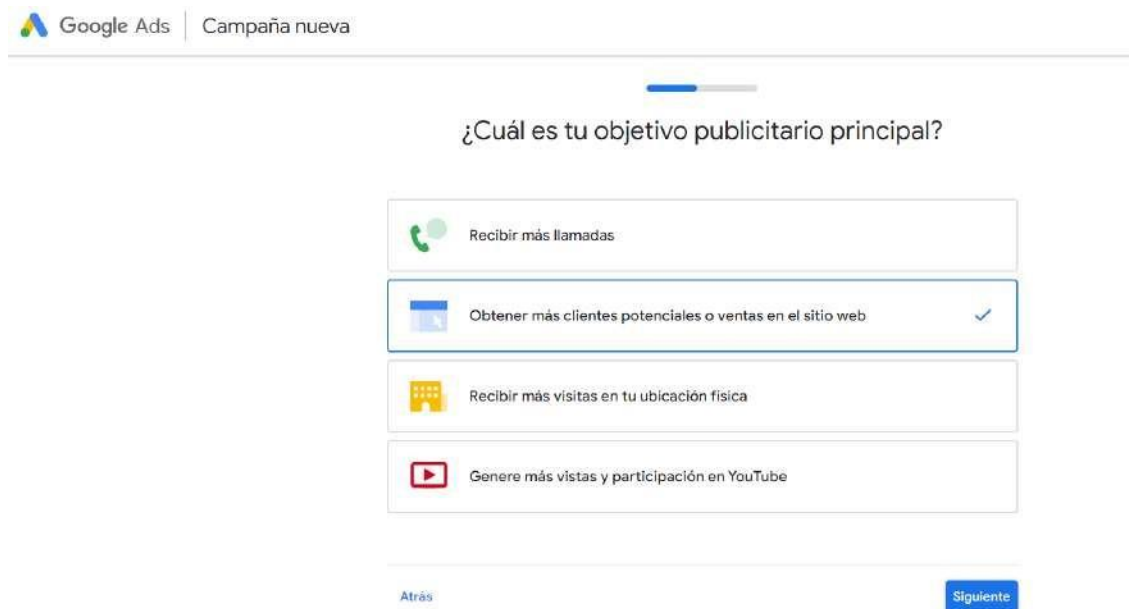 Google Ads Campaña nueva
¿Cuál es tu objetivo publicitario principal?
Recibir más llamadas
Obtener más clientes potenciales o ventas en el sitio web
Recibir más visitas en tu ubicación física
Genere más vistas y participación en YouTube
Atrás Siguiente